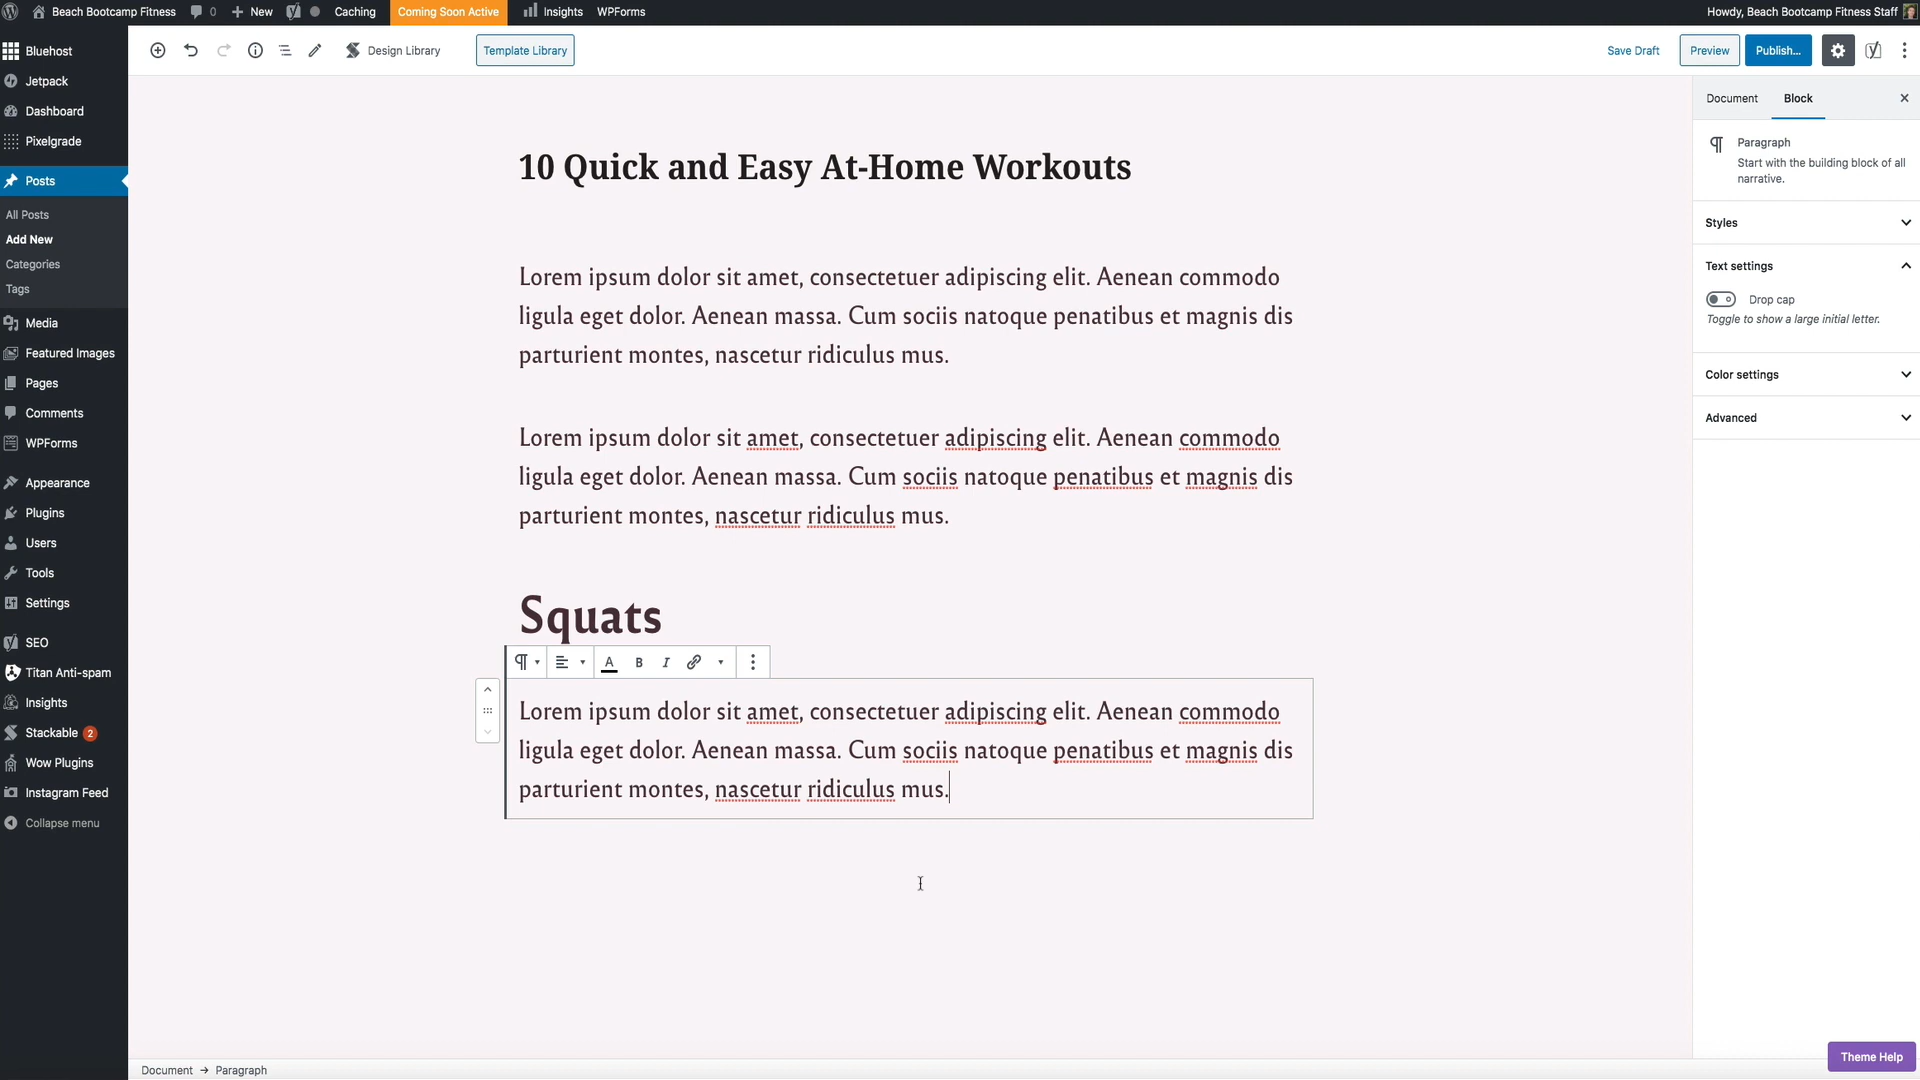 Beach Bootcamp Fitness 0 New Caching Coming Soon Active Insights WPForms Howdy, Beach Bootcamp Fitness Staff
Bluehost
Jetpack
Dashboard
Pixelgrade
Posts
All Posts
Add New
Categories
Tags
Media
Featured Images
Pages
Comments
WPForms
Appearance
Plugins
Users
Tools
Settings
SEO
Titan Anti-spam
Insights
Stackable 2
Wow Plugins
Instagram Feed
Collapse menu
Design Library Template Library Save Draft Preview Publish...
10 Quick and Easy At-Home Workouts
Lorem ipsum dolor sit amet, consectetuer adipiscing elit. Aenean commodo
ligula eget dolor. Aenean massa. Cum sociis natoque penatibus et magnis dis
parturient montes, nascetur ridiculus mus.
Lorem ipsum dolor sit amet, consectetuer adipiscing elit. Aenean commodo
ligula eget dolor. Aenean massa. Cum sociis natoque penatibus et magnis dis
parturient montes, nascetur ridiculus mus.
Squats
A B I
Lorem ipsum dolor sit amet, consectetuer adipiscing elit. Aenean commodo
ligula eget dolor. Aenean massa. Cum sociis natoque penatibus et magnis dis
parturient montes, nascetur ridiculus mus.
Document Block
Paragraph
Start with the building block of all
narrative.
Styles
Text settings
Drop cap
Toggle to show a large initial letter.
Color settings
Advanced
Document → Paragraph
Theme Help